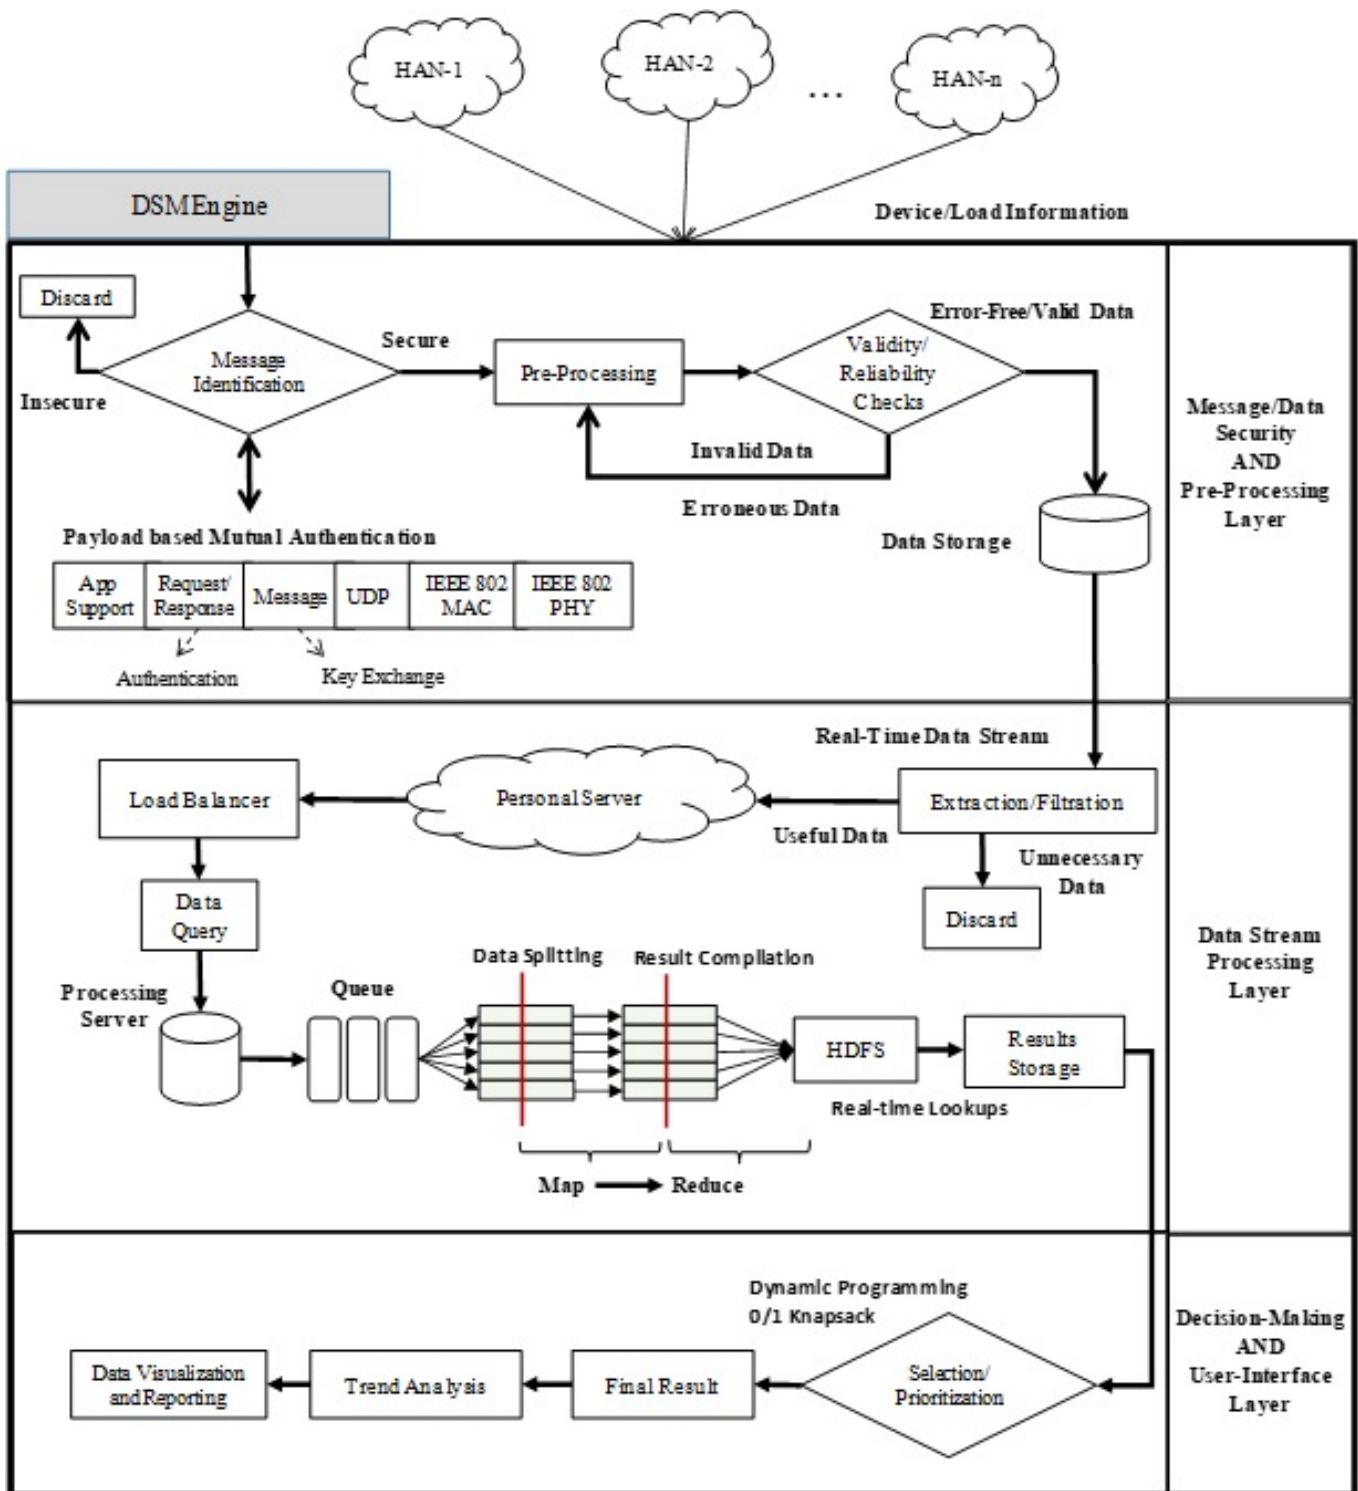 HAN-1
HAN-2
...
HAN-n
DSMEngine
Device/Load Information
Discard
Insecure
Message
Identification
Secure
Pre-Processing
Error-Free/Valid Data
Validity/
Reliability
Checks
Invalid Data
Erroneous Data
Data Storage
Message/Data
Security
AND
Pre-Processing
Layer
Payload based Mutual Authentication
App
Support
Request/
Response
Message
UDP
IEEE 802
MAC
IEEE 802
PHY
Authentication
Key Exchange
Real-Time Data Stream
Load Balancer
Personal Server
Extraction/Filtration
Useful Data
Unnecessary
Data
Discard
Data
Query
Data Stream
Processing
Layer
Processing
Server
Queue
Data Splitting
Result Compilation
HDFS
Results
Storage
Real-time Lookups
Map
Reduce
Dynamic Programming
0/1 Knapsack
Decision-Making
AND
User-Interface
Layer
Data Visualization
and Reporting
Trend Analysis
Final Result
Selection/
Prioritization